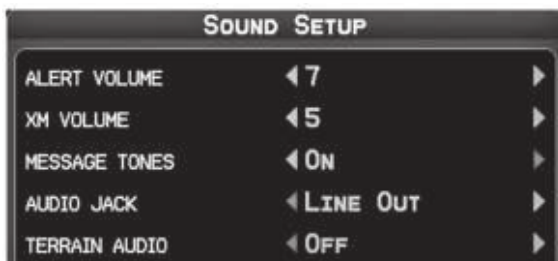 SOUND SETUP
ALERT VOLUME 7
XM VOLUME 5
MESSAGE TONES ON
AUDIO JACK LINE OUT
TERRAIN AUDIO OFF